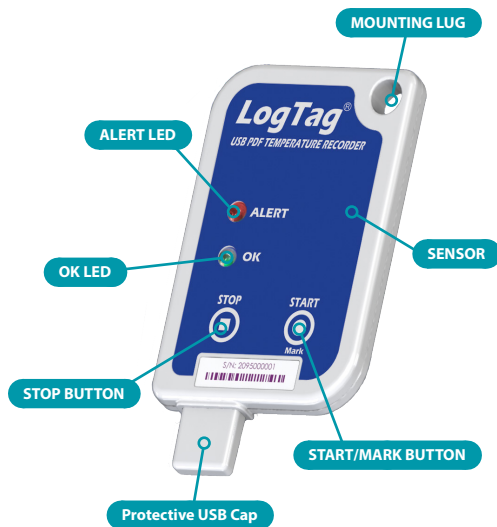 MOUNTING LUG
LogTag®
USB PDF TEMPERATURE RECORDER
ALERT LED
ALERT
OK LED
OK
SENSOR
STOP
START
Mark
S/N: 2095000001
STOP BUTTON
START/MARK BUTTON
Protective USB Cap